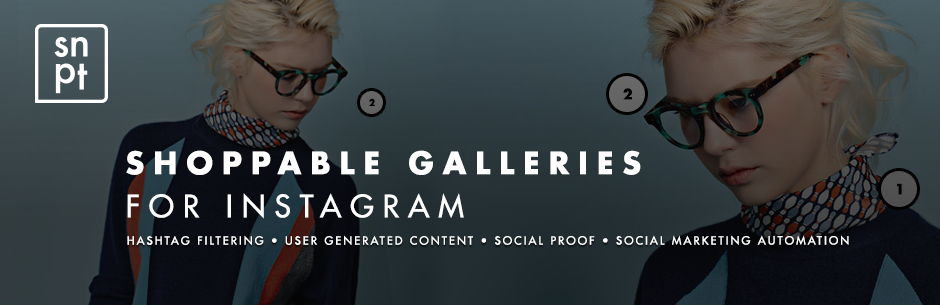 sn
pt
2
2
SHOPPABLE GALLERIES
1
FOR INSTAGRAM
HASHTAG FILTERING • USER GENERATED CONTENT • SOCIAL PROOF • SOCIAL MARKETING AUTOMATION